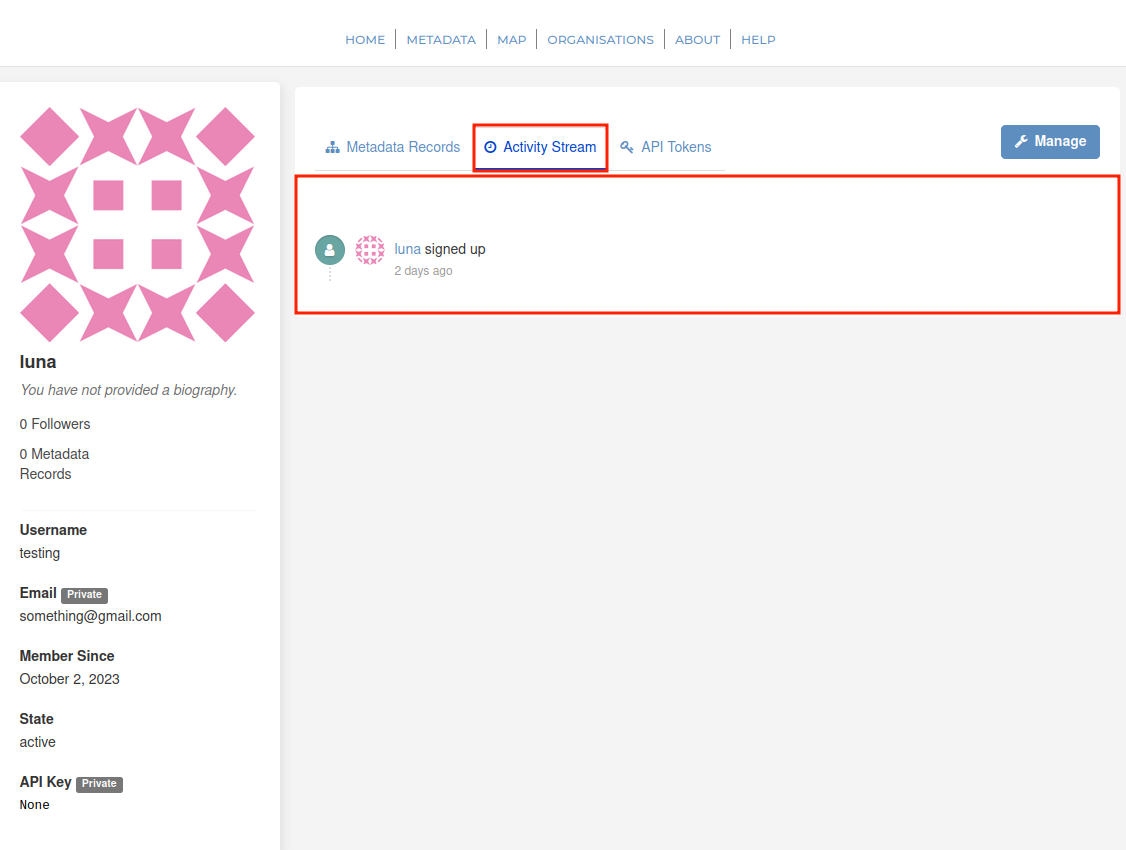 HOME METADATA MAP ORGANISATIONS ABOUT HELP
Metadata Records Activity Stream API Tokens Manage
luna signed up
2 days ago
luna
You have not provided a biography.
0 Followers
0 Metadata
Records
Username
testing
Email Private
something@gmail.com
Member Since
October 2, 2023
State
active
API Key Private
None